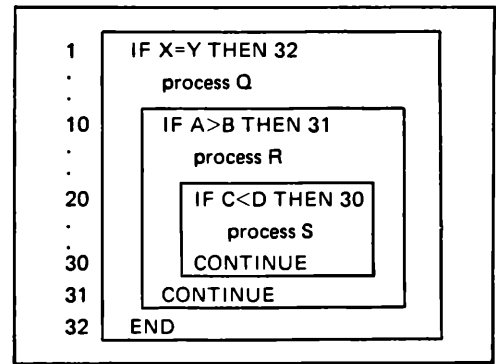 1 IF X=Y THEN 32
. process Q
.
10 IF A>B THEN 31
. process R
.
20 IF C<D THEN 30
. process S
.
30 CONTINUE
31 CONTINUE
32 END